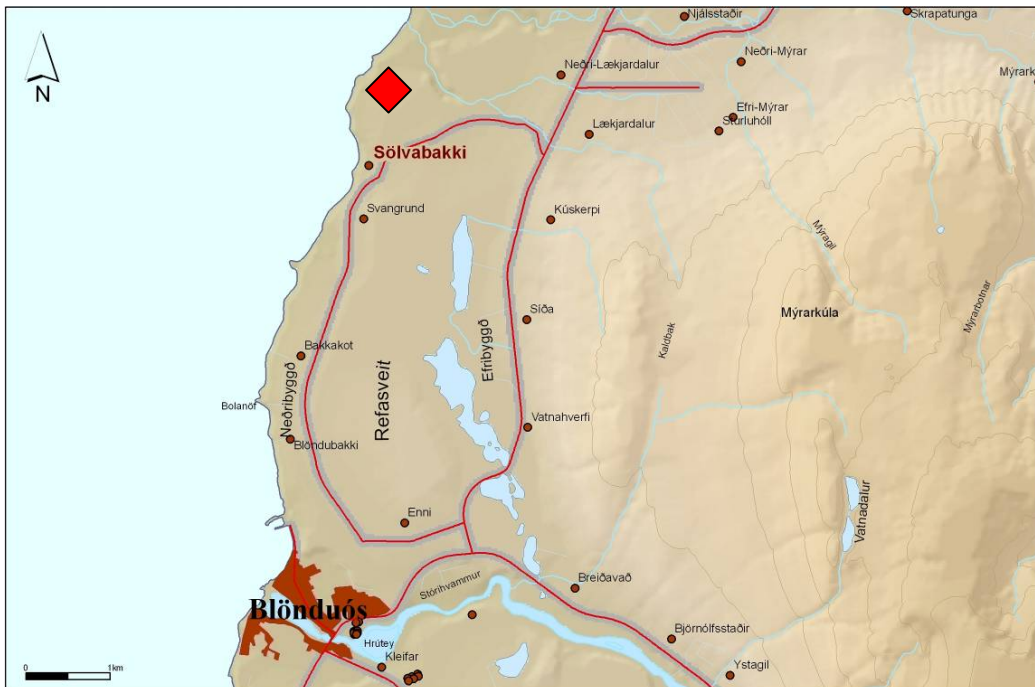 Njálsstaðir
Skrapatunga
Neðri-Mýrar
Neðri-Lækjardalur
Mýrark
N
Efri-Mýrar
Sturluhóll
Lækjardalur
Sölvabakki
Svangrund
Kúskerpi
Mýragil
Síða
Mýrarkúla
Mýrarbotnar
Kaldbak
Efribyggð
Bakkakot
Neðribyggð
Refasveit
Bolanöf
Vatnahverfi
Blöndubakki
Vatnadalur
Enni
Stórihvammur
Breiðavað
Blönduós
Hrútey
Björnólfsstaðir
Kleifar
Ystagil
0 1km